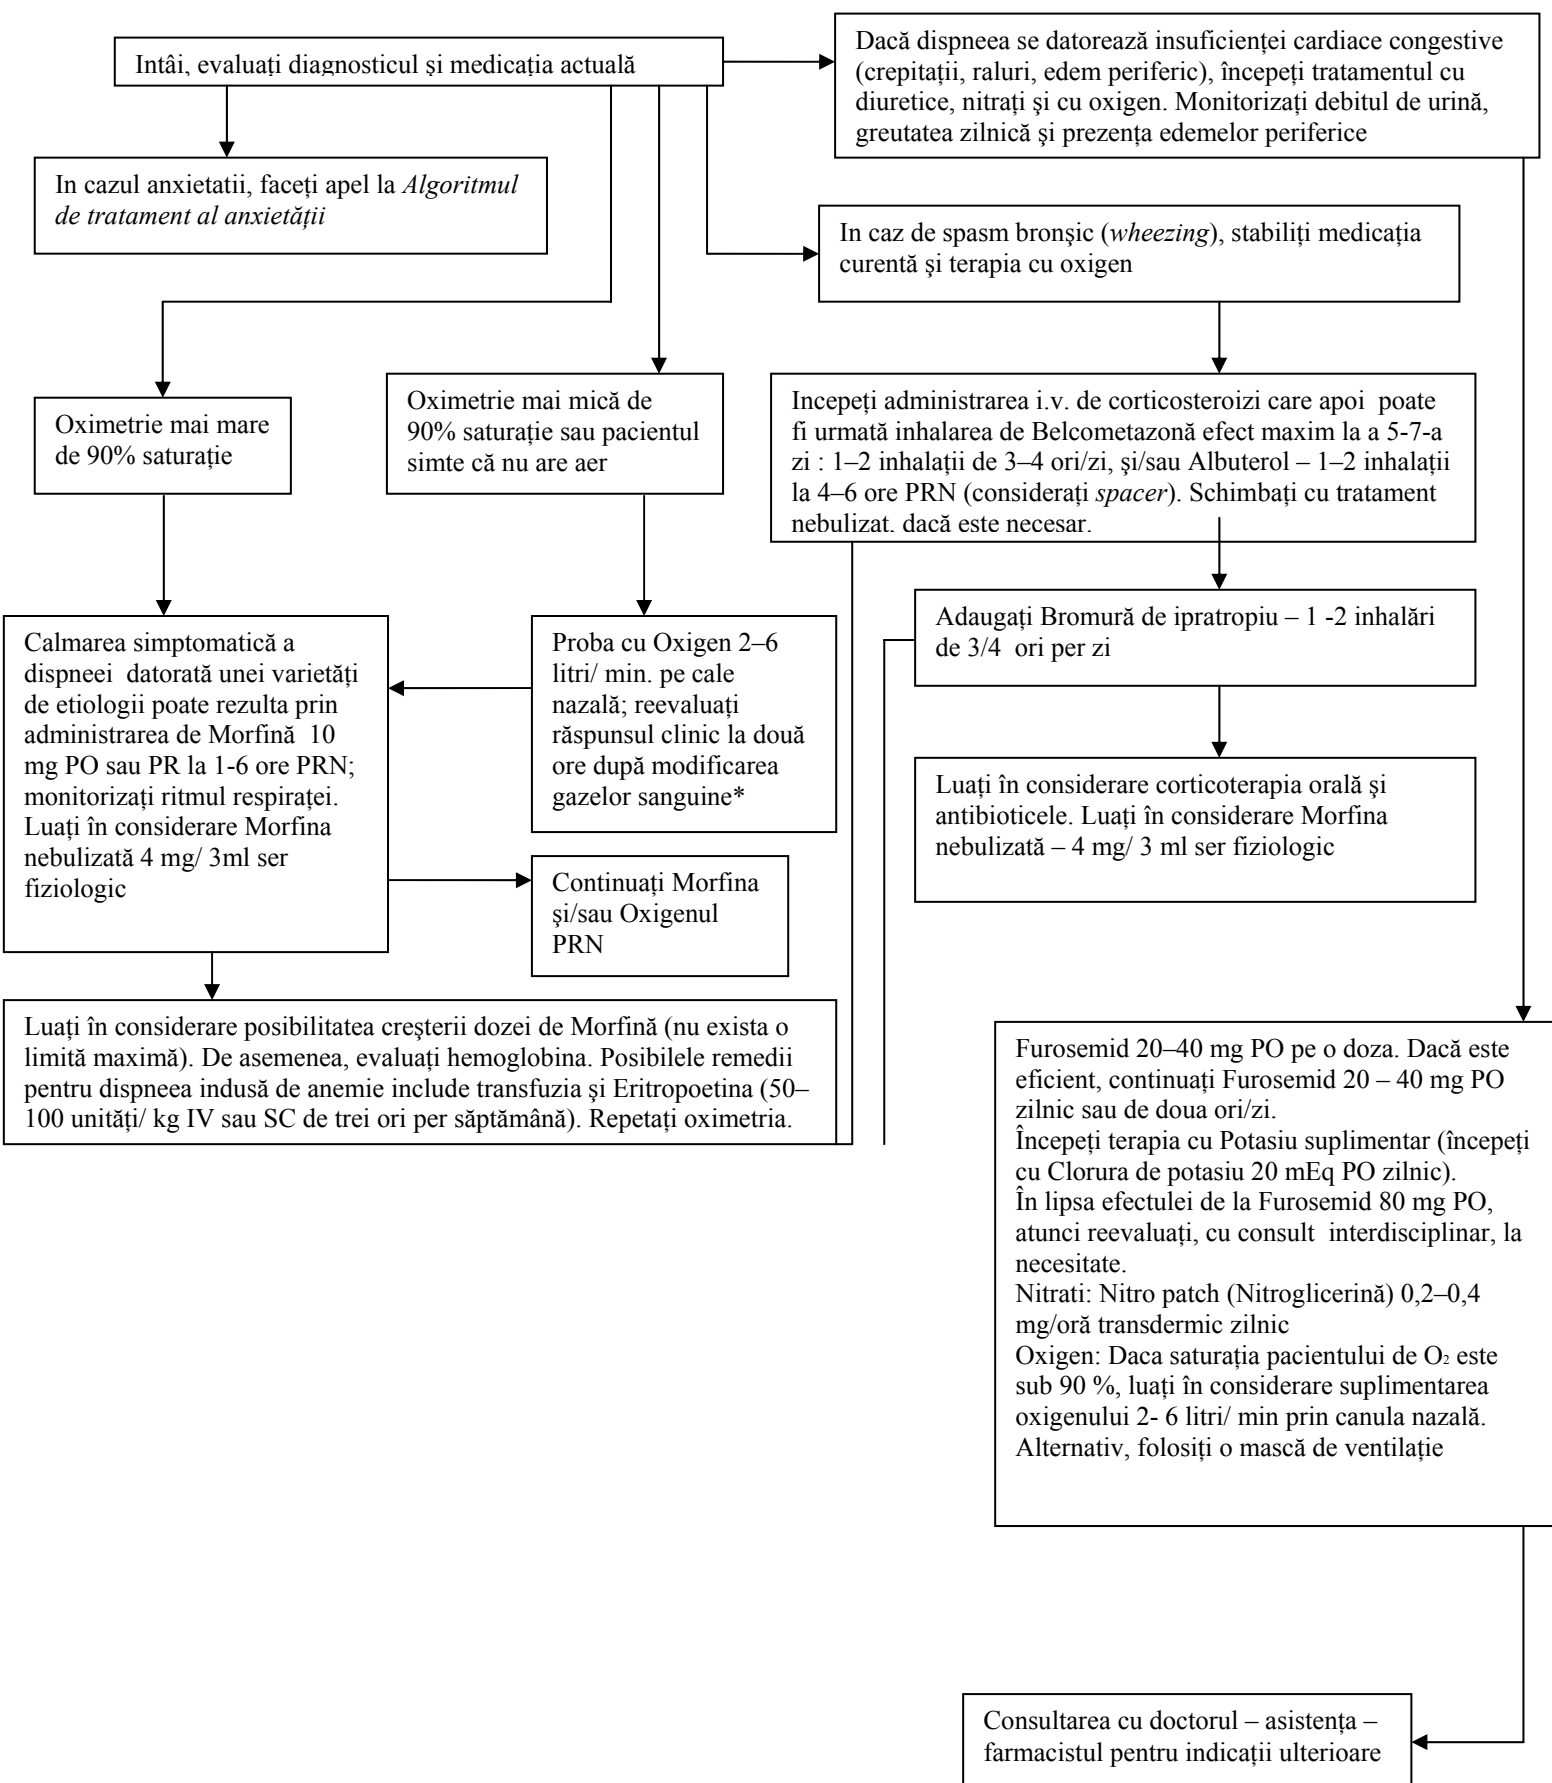 Intâi, evaluați diagnosticul şi medicația actuală
Dacă dispneea se datorează insuficienței cardiace congestive
(crepitații, raluri, edem periferic), începeți tratamentul cu
diuretice, nitrați şi cu oxigen. Monitorizați debitul de urină,
greutatea zilnică şi prezența edemelor periferice
In cazul anxietatii, faceți apel la Algoritmul
de tratament al anxietății
In caz de spasm bronşic (wheezing), stabiliți medicația
curentă şi terapia cu oxigen
Oximetrie mai mare
de 90% saturație
Oximetrie mai mică de
90% saturație sau pacientul
simte că nu are aer
Incepeți administrarea i.v. de corticosteroizi care apoi  poate
fi urmată inhalarea de Belcometazonă efect maxim la a 5-7-a
zi : 1–2 inhalații de 3–4 ori/zi, şi/sau Albuterol – 1–2 inhalații
la 4–6 ore PRN (considerați spacer). Schimbați cu tratament
nebulizat, dacă este necesar.
Calmarea simptomatică a
dispneei  datorată unei varietăți
de etiologii poate rezulta prin
administrarea de Morfină  10
mg PO sau PR la 1-6 ore PRN;
monitorizați ritmul respirației.
Luați în considerare Morfina
nebulizată 4 mg/ 3ml ser
fiziologic
Proba cu Oxigen 2–6
litri/ min. pe cale
nazală; reevaluați
răspunsul clinic la două
ore după modificarea
gazelor sanguine*
Adaugați Bromură de ipratropiu – 1 -2 inhalări
de 3/4  ori per zi
Luați în considerare corticoterapia orală şi
antibioticele. Luați în considerare Morfina
nebulizată – 4 mg/ 3 ml ser fiziologic
Continuați Morfina
şi/sau Oxigenul
PRN
Luați în considerare posibilitatea creşterii dozei de Morfină (nu exista o
limită maximă). De asemenea, evaluați hemoglobina. Posibilele remedii
pentru dispneea indusă de anemie include transfuzia şi Eritropoetina (50–
100 unități/ kg IV sau SC de trei ori per săptămână). Repetați oximetria.
Furosemid 20–40 mg PO pe o doza. Dacă este
eficient, continuați Furosemid 20 – 40 mg PO
zilnic sau de doua ori/zi.
Începeți terapia cu Potasiu suplimentar (începeți
cu Clorura de potasiu 20 mEq PO zilnic).
În lipsa efectulei de la Furosemid 80 mg PO,
atunci reevaluați, cu consult  interdisciplinar, la
necesitate.
Nitrati: Nitro patch (Nitroglicerină) 0,2–0,4
mg/oră transdermic zilnic
Oxigen: Daca saturația pacientului de O₂ este
sub 90 %, luați în considerare suplimentarea
oxigenului 2- 6 litri/ min prin canula nazală.
Alternativ, folosiți o mască de ventilație
Consultarea cu doctorul – asistența –
farmacistul pentru indicații ulterioare